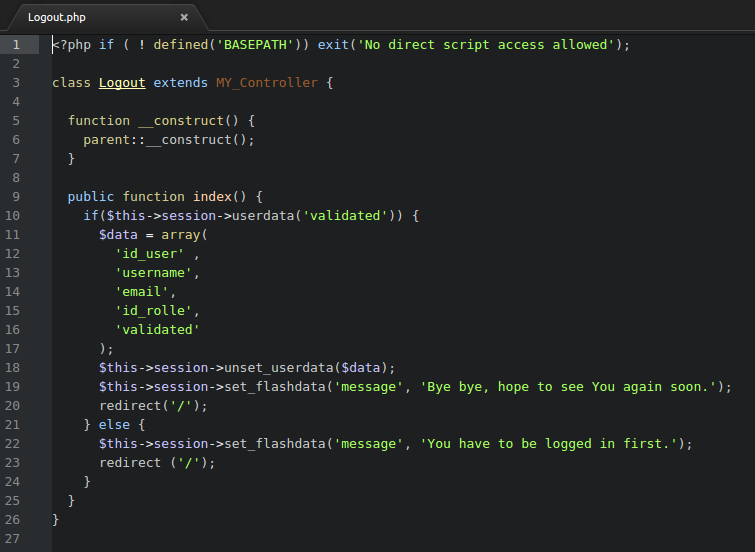 Logout.php ×
1 <?php if ( ! defined('BASEPATH')) exit('No direct script access allowed');
2
3 class Logout extends MY_Controller {
4
5   function __construct() {
6     parent::__construct();
7   }
8
9   public function index() {
10     if($this->session->userdata('validated')) {
11       $data = array(
12         'id_user' ,
13         'username',
14         'email',
15         'id_rolle',
16         'validated'
17       );
18       $this->session->unset_userdata($data);
19       $this->session->set_flashdata('message', 'Bye bye, hope to see You again soon.');
20       redirect('/');
21     } else {
22       $this->session->set_flashdata('message', 'You have to be logged in first.');
23       redirect ('/');
24     }
25   }
26 }
27